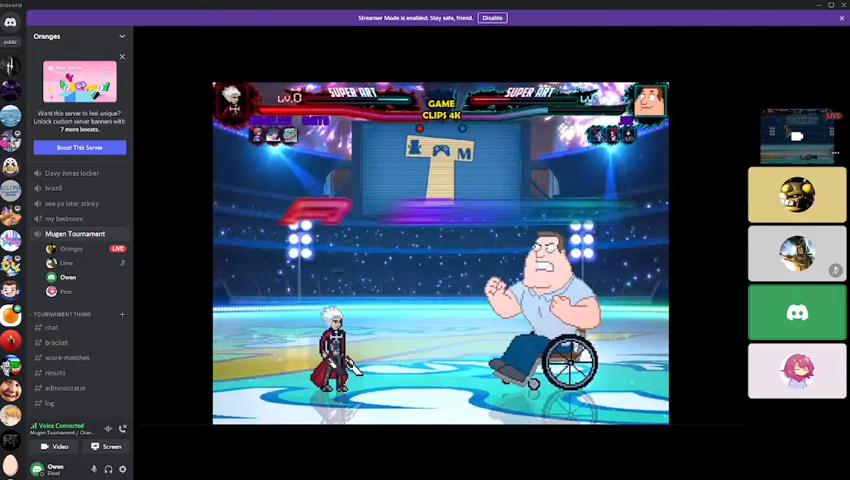 Discord
Streamer Mode is enabled. Stay safe, friend. Disable
public
Oranges
Want this server to feel unique?
Unlock custom server banners with
7 more boosts.
Boost This Server
Davy Jones locker
brazil
see ya later stinky
my bedroom
Mugen Tournament
Oranges LIVE
Lime
Owen
Pear
TOURNAMENT THING
chat
bracket
score-matches
results
administrator
log
Voice Connected
Mugen Tournament / Oran...
Video Screen
Owen
Dead
SUPER ART SUPER ART
LV.0 LV.
GAME
CLIPS 4K
T M
LIVE